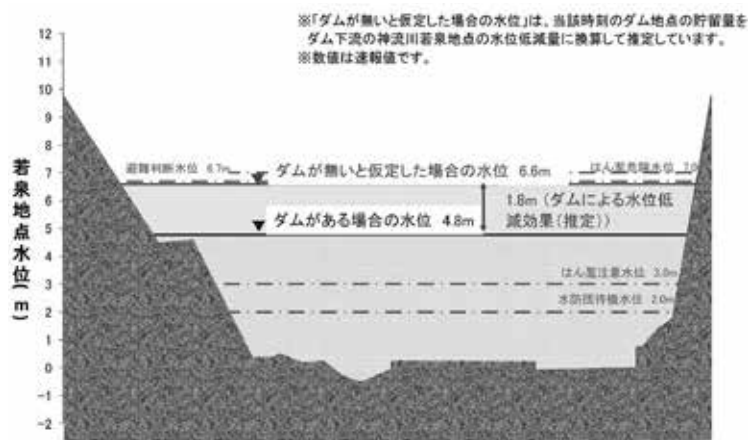 ※「ダムが無いと仮定した場合の水位」は、当該時刻のダム地点の貯留量を
ダム下流の神流川若泉地点の水位低減量に換算して推定しています。
※数値は速報値です。
若泉地点水位(m)
12
11
10
9
8
7
6
5
4
3
2
1
0
-1
-2
避難判断水位 6.7m
ダムが無いと仮定した場合の水位 6.6m
はん濫危険水位 7.0m
1.8m (ダムによる水位低
減効果(推定))
ダムがある場合の水位 4.8m
はん濫注意水位 3.0m
水防団待機水位 2.0m